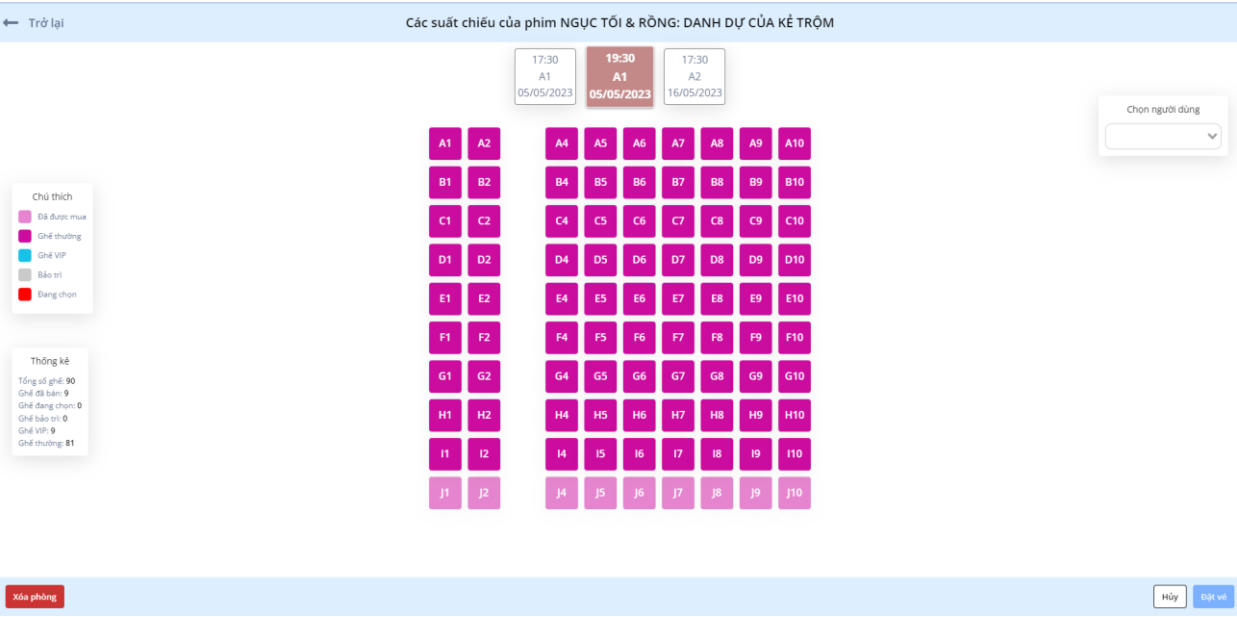 Trở lại
Các suất chiếu của phim NGỤC TỐI & RỒNG: DANH DỰ CỦA KẺ TRỘM
17:30 19:30 17:30
A1 A1 A2
05/05/2023 05/05/2023 16/05/2023
Chọn người dùng
A1 A2 A4 A5 A6 A7 A8 A9 A10
B1 B2 B4 B5 B6 B7 B8 B9 B10
C1 C2 C4 C5 C6 C7 C8 C9 C10
D1 D2 D4 D5 D6 D7 D8 D9 D10
E1 E2 E4 E5 E6 E7 E8 E9 E10
F1 F2 F4 F5 F6 F7 F8 F9 F10
G1 G2 G4 G5 G6 G7 G8 G9 G10
H1 H2 H4 H5 H6 H7 H8 H9 H10
I1 I2 I4 I5 I6 I7 I8 I9 I10
J1 J2 J4 J5 J6 J7 J8 J9 J10
Chú thích
Đã được mua
Ghế thường
Ghế VIP
Bảo trì
Đang chọn
Thống kê
Tổng số ghế: 90
Ghế đã bán: 9
Ghế đang chọn: 0
Ghế bảo trì: 0
Ghế VIP: 9
Ghế thường: 81
Xóa phòng
Hủy
Đặt vé